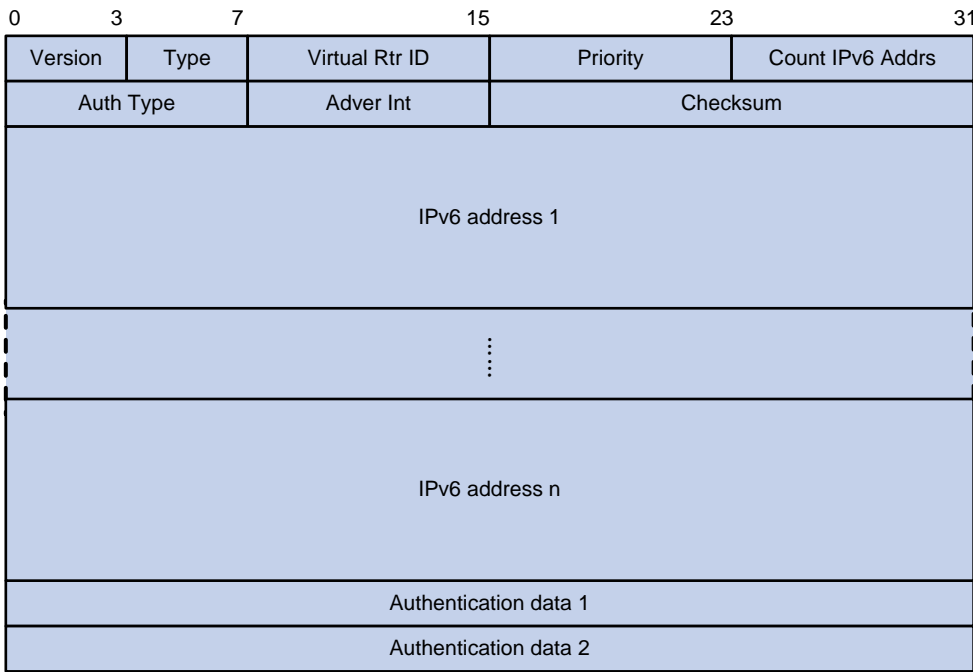 0 3 7 15 23 31
Version Type Virtual Rtr ID Priority Count IPv6 Addrs
Auth Type Adver Int Checksum
IPv6 address 1
......
IPv6 address n
Authentication data 1
Authentication data 2